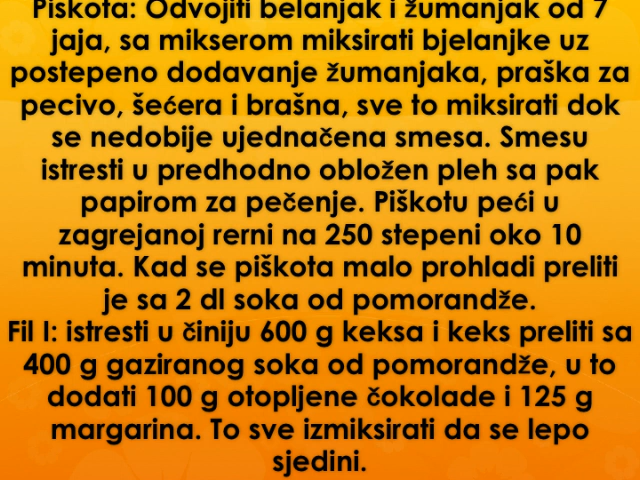 Piškota: Odvojiti belanjak i žumanjak od 7
jaja, sa mikserom miksirati bjelanjke uz
postepeno dodavanje žumanjaka, praška za
pecivo, šećera i brašna, sve to miksirati dok
se nedobije ujednačena smesa. Smesu
istresti u predhodno obložen pleh sa pak
papirom za pečenje. Piškotu peći u
zagrejanoj rerni na 250 stepeni oko 10
minuta. Kad se piškota malo prohladi preliti
je sa 2 dl soka od pomorandže.
Fil I: istresti u činiju 600 g keksa i keks preliti sa
400 g gaziranog soka od pomorandže, u to
dodati 100 g otopljene čokolade i 125 g
margarina. To sve izmiksirati da se lepo
sjedini.